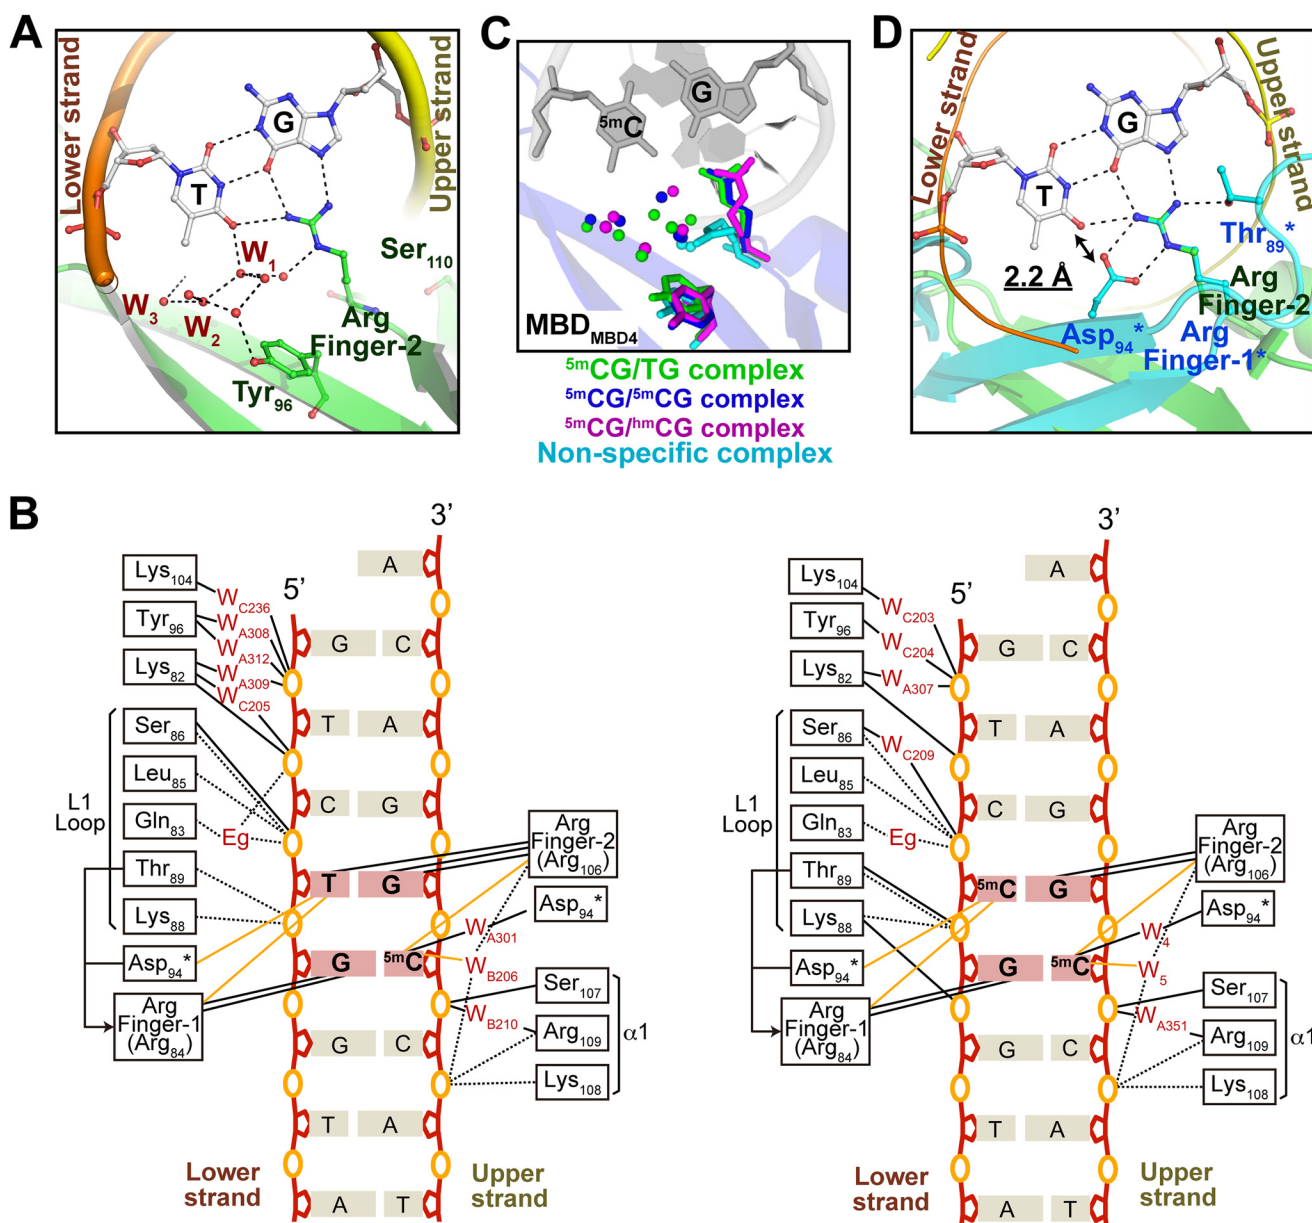 A
Lower strand
Upper strand
G
T
W1
W3
W2
Ser110
Arg
Finger-2
Tyr96
C
5mC
G
MBDMBD4
5mCG/TG complex
5mCG/5mCG complex
5mCG/hmCG complex
Non-specific complex
D
Lower strand
Upper strand
G
T
Thr89*
2.2 Å
Arg
Finger-2
Asp94*
Arg
Finger-1*
B
3’
5’
A
Lys104
WC236
Tyr96
WA308
G C
WA312
Lys82
WA309
WC205
T A
Ser86
Leu85
L1
Loop
C G
Gln83
Eg
Arg
Finger-2
(Arg106)
Thr89
T G
Lys88
Asp94*
WA301
Asp94*
G 5mC
WB206
Arg
Finger-1
(Arg84)
Ser107
WB210
Arg109
α1
G C
Lys108
T A
Lower
strand
Upper
strand
A T
3’
5’
A
Lys104
WC203
Tyr96
WC204
G C
Lys82
WA307
T A
Ser86
WC209
Leu85
L1
Loop
C G
Gln83
Eg
Arg
Finger-2
(Arg106)
Thr89
5mC G
Lys88
Asp94*
W4
Asp94*
G 5mC
W5
Arg
Finger-1
(Arg84)
Ser107
WA351
Arg109
α1
G C
Lys108
T A
Lower
strand
Upper
strand
A T